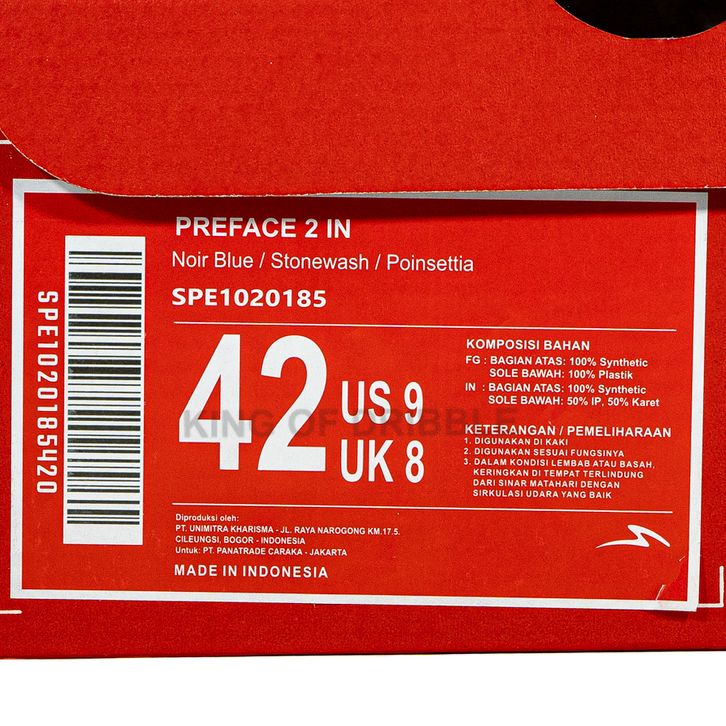 PREFACE 2 IN
Noir Blue / Stonewash / Poinsettia
SPE1020185
SPE1020185420
42
US 9
UK 8
KING OF DRIBBLE
KOMPOSISI BAHAN
FG : BAGIAN ATAS: 100% Synthetic
SOLE BAWAH: 100% Plastik
IN : BAGIAN ATAS: 100% Synthetic
SOLE BAWAH: 50% IP, 50% Karet
KETERANGAN / PEMELIHARAAN
1. DIGUNAKAN DI KAKI
2. DIGUNAKAN SESUAI FUNGSINYA
3. DALAM KONDISI LEMBAB ATAU BASAH,
KERINGKAN DI TEMPAT TERLINDUNG
DARI SINAR MATAHARI DENGAN
SIRKULASI UDARA YANG BAIK
Diproduksi oleh:
PT. UNIMITRA KHARISMA - JL. RAYA NAROGONG KM.17.5.
CILEUNGSI, BOGOR - INDONESIA
Untuk: PT. PANATRADE CARAKA - JAKARTA
MADE IN INDONESIA